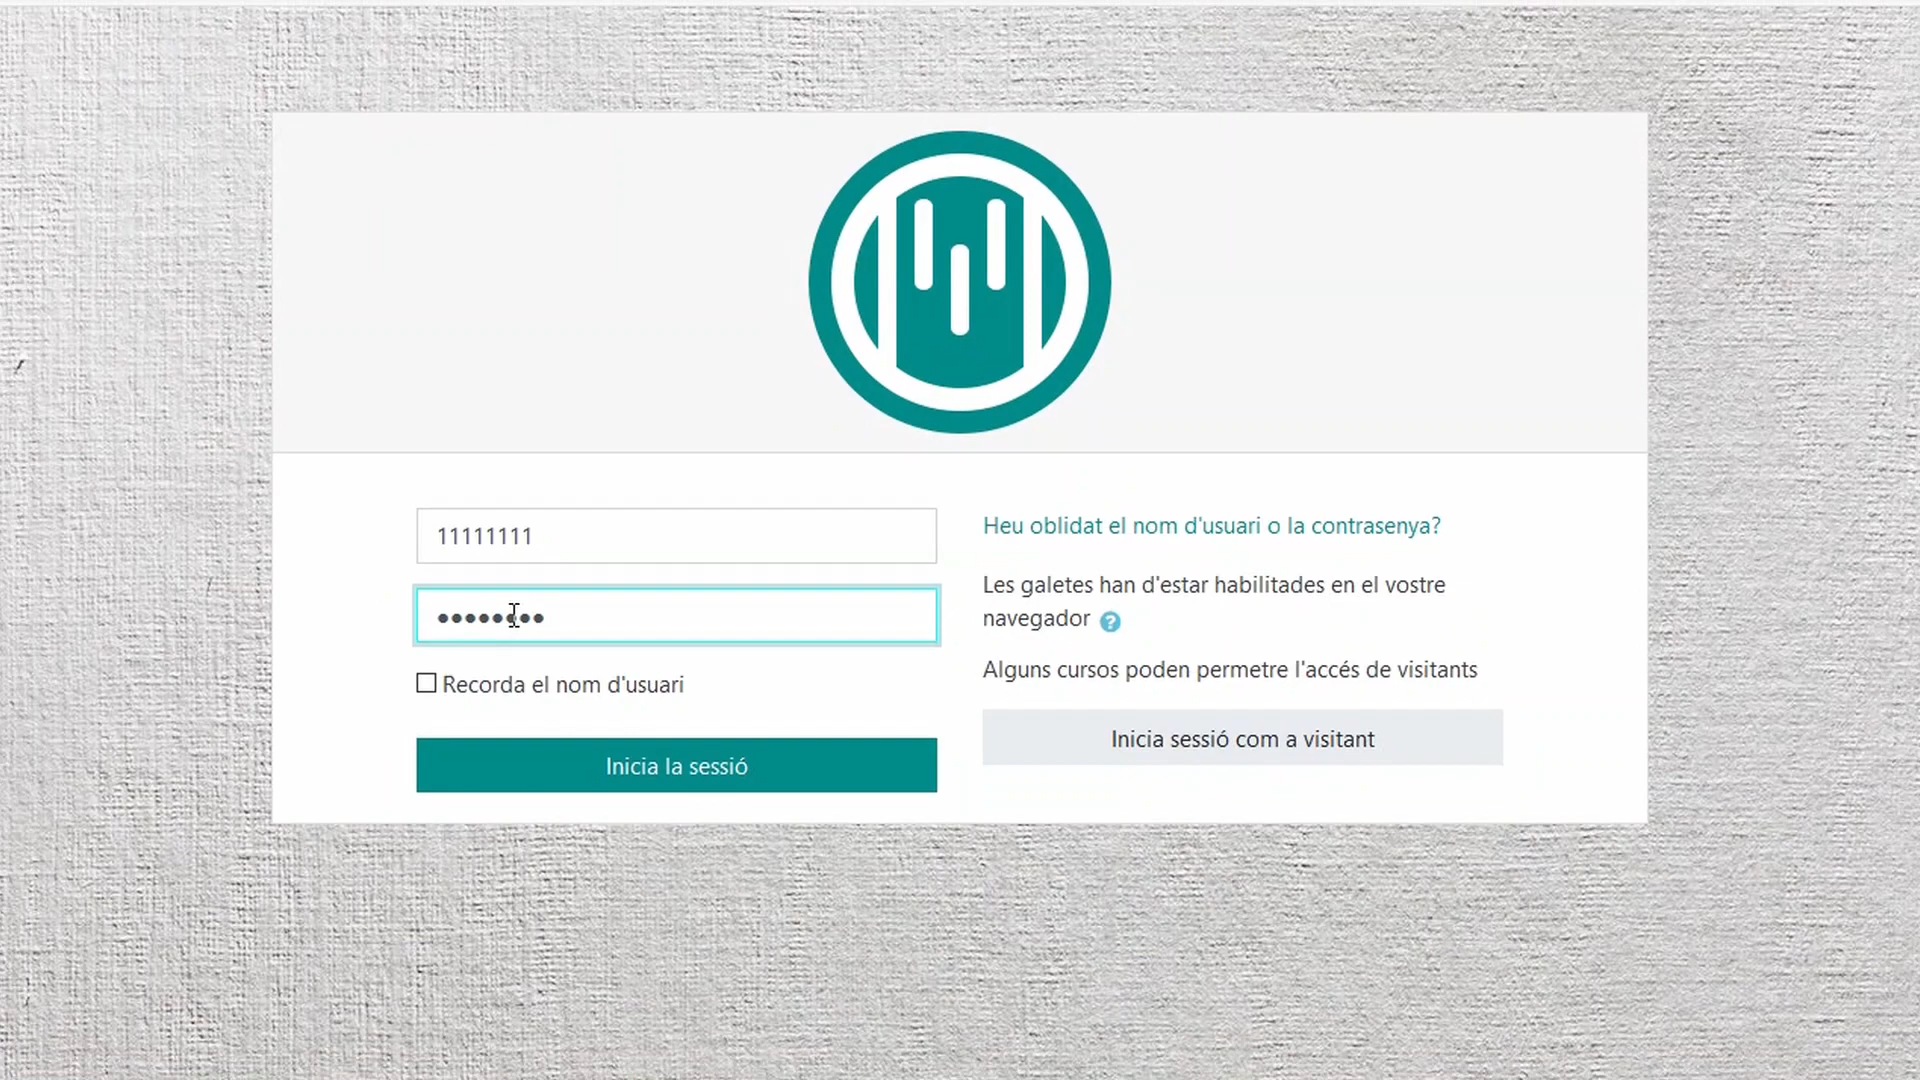 11111111
••••••••
Recorda el nom d'usuari
Inicia la sessió
Heu oblidat el nom d'usuari o la contrasenya?
Les galetes han d'estar habilitades en el vostre
navegador ?
Alguns cursos poden permetre l'accés de visitants
Inicia sessió com a visitant